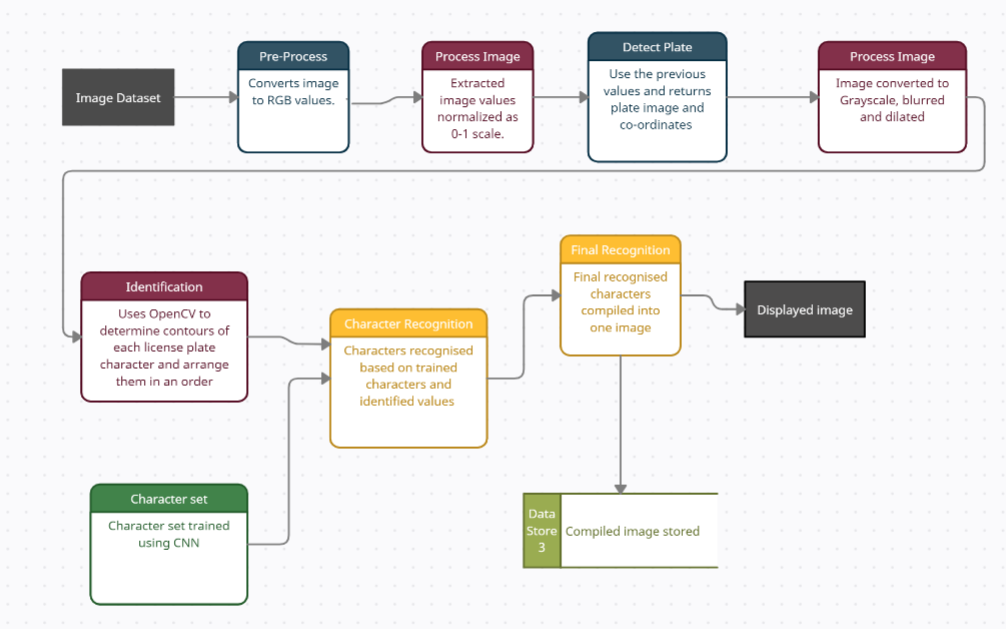 Image Dataset
Pre-Process
Converts image
to RGB values.
Process Image
Extracted
image values
normalized as
0-1 scale.
Detect Plate
Use the previous
values and returns
plate image and
co-ordinates
Process Image
Image converted to
Grayscale, blurred
and dilated
Identification
Uses OpenCV to
determine contours of
each license plate
character and arrange
them in an order
Character Recognition
Characters recognised
based on trained
characters and
identified values
Final Recognition
Final recognised
characters
compiled into
one image
Displayed image
Character set
Character set trained
using CNN
Data
Store
3
Compiled image stored